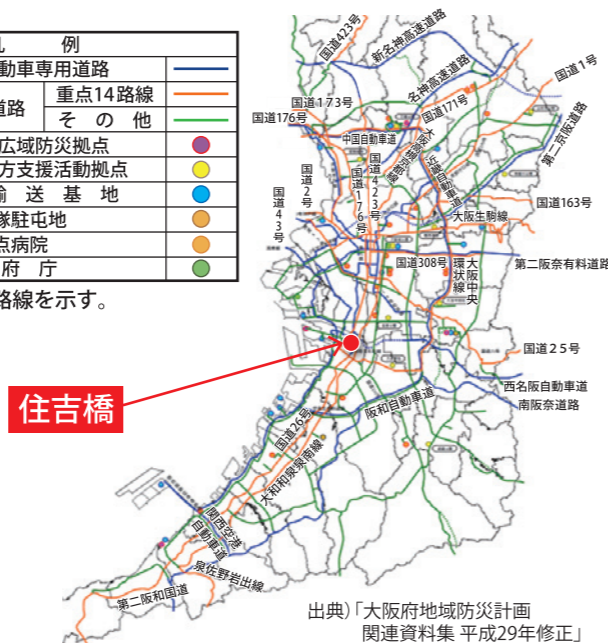 凡 例
動車専用道路
道路
重点14路線
そ の 他
広域防災拠点
方支援活動拠点
輸 送 基 地
隊駐屯地
点病院
府 庁
路線を示す。
国道423号
新名神高速道路
名神高速道路
国道1号
国道173号
国道171号
国道176号
中国自動車道
大阪高槻京都線
近畿自動車道
第二京阪道路
国道2号
国道43号
国道176号
国道423号
国道163号
大阪生駒線
国道308号
大阪中央環状線
第二阪奈有料道路
国道25号
西名阪自動車道
南阪奈道路
阪和自動車道
住吉橋
国道26号
大和和泉泉南線
関西空港自動車道
泉佐野岩出線
第二阪和国道
出典）「大阪府地域防災計画
関連資料集 平成29年修正」